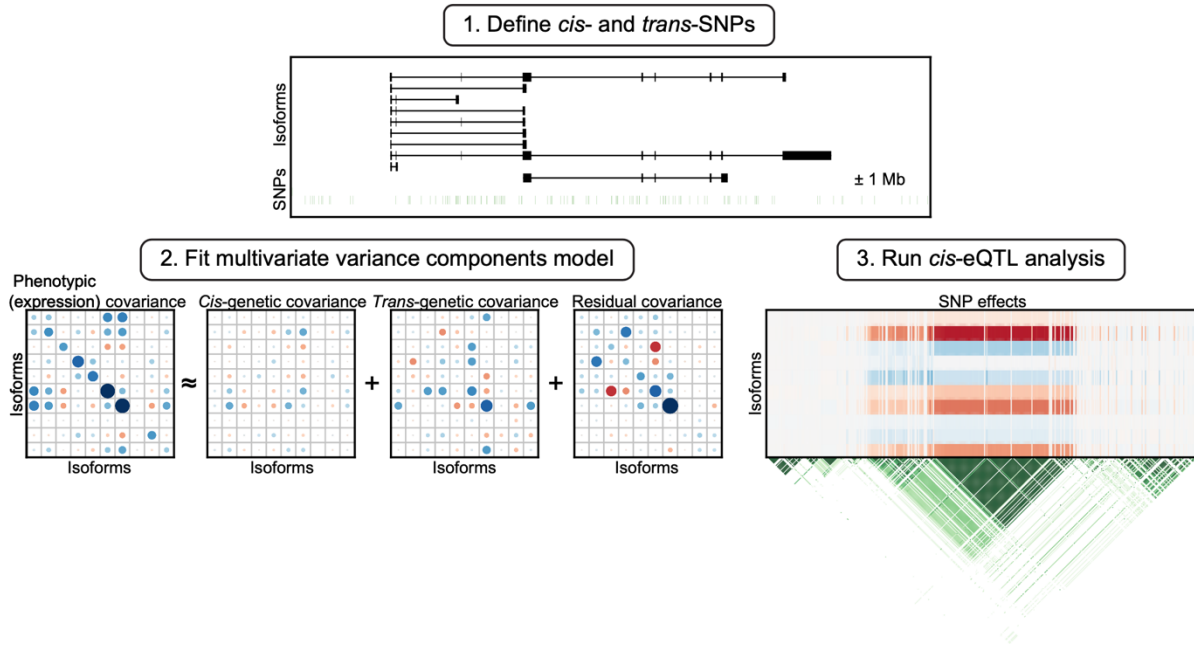 1. Define cis- and trans-SNPs
Isoforms
SNPs
± 1 Mb
2. Fit multivariate variance components model
Phenotypic
(expression) covariance
Cis-genetic covariance
Trans-genetic covariance
Residual covariance
Isoforms
≈
+
+
Isoforms
Isoforms
Isoforms
Isoforms
3. Run cis-eQTL analysis
SNP effects
Isoforms